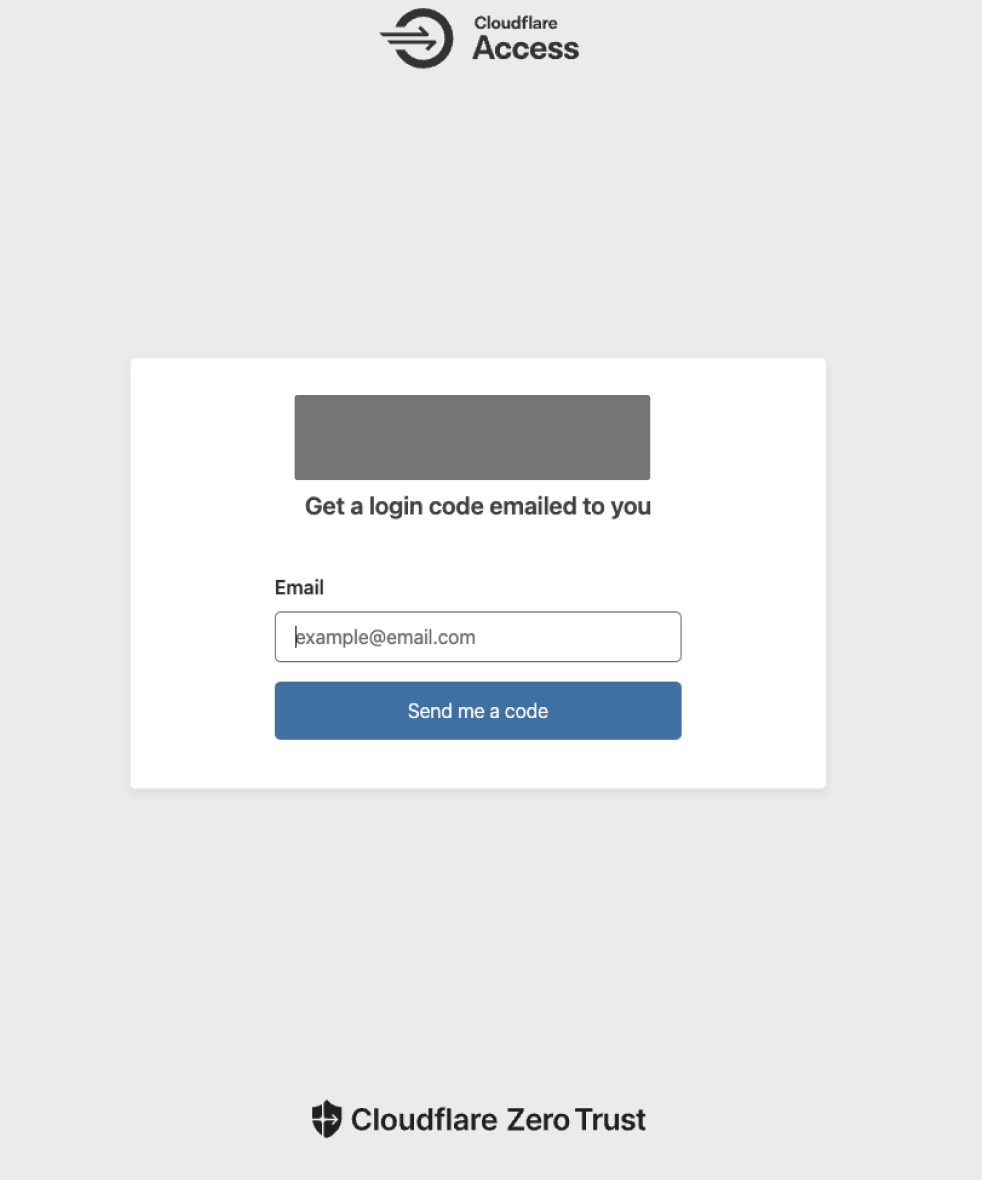 Cloudflare
Access
Get a login code emailed to you
Email
example@email.com
Send me a code
Cloudflare Zero Trust